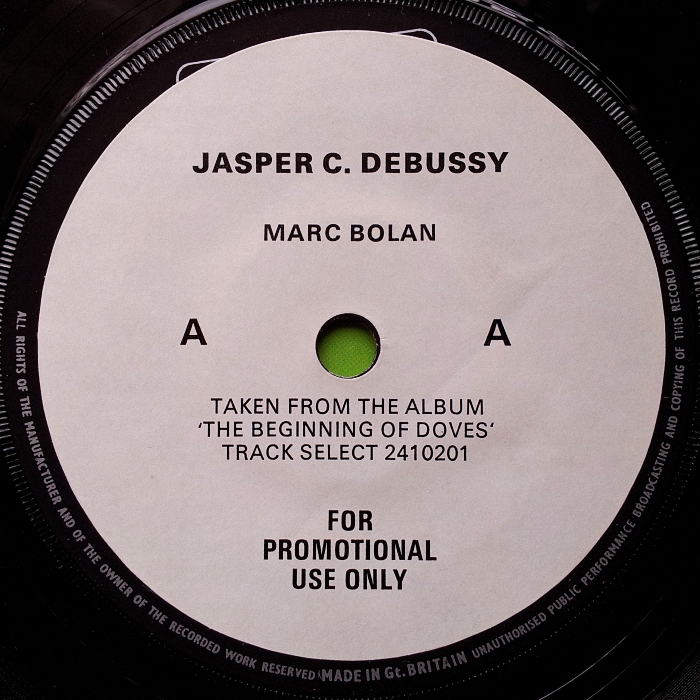 JASPER C. DEBUSSY
MARC BOLAN
A A
TAKEN FROM THE ALBUM
‘THE BEGINNING OF DOVES‘
TRACK SELECT 2410201
FOR
PROMOTIONAL
USE ONLY
ALL RIGHTS OF THE MANUFACTURER AND OF THE OWNER OF THE RECORDED WORK RESERVED MADE IN Gt. BRITAIN UNAUTHORISED PUBLIC PERFORMANCE BROADCASTING AND COPYING OF THIS RECORD PROHIBITED